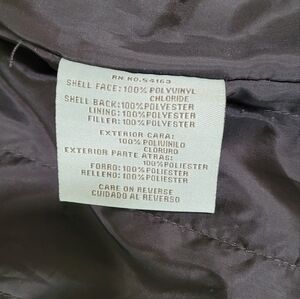 RN NO. 54163
SHELL FACE: 100% POLYVINYL
CHLORIDE
SHELL BACK: 100% POLYESTER
LINING: 100% POLYESTER
FILLER: 100% POLYESTER
EXTERIOR CARA:
100% POLIVINILO
CLORURO
EXTERIOR PARTE ATRAS:
100% POLIESTER
FORRO: 100% POLIESTER
RELLENO: 100% POLIESTER
CARE ON REVERSE
CUIDADO AL REVERSO